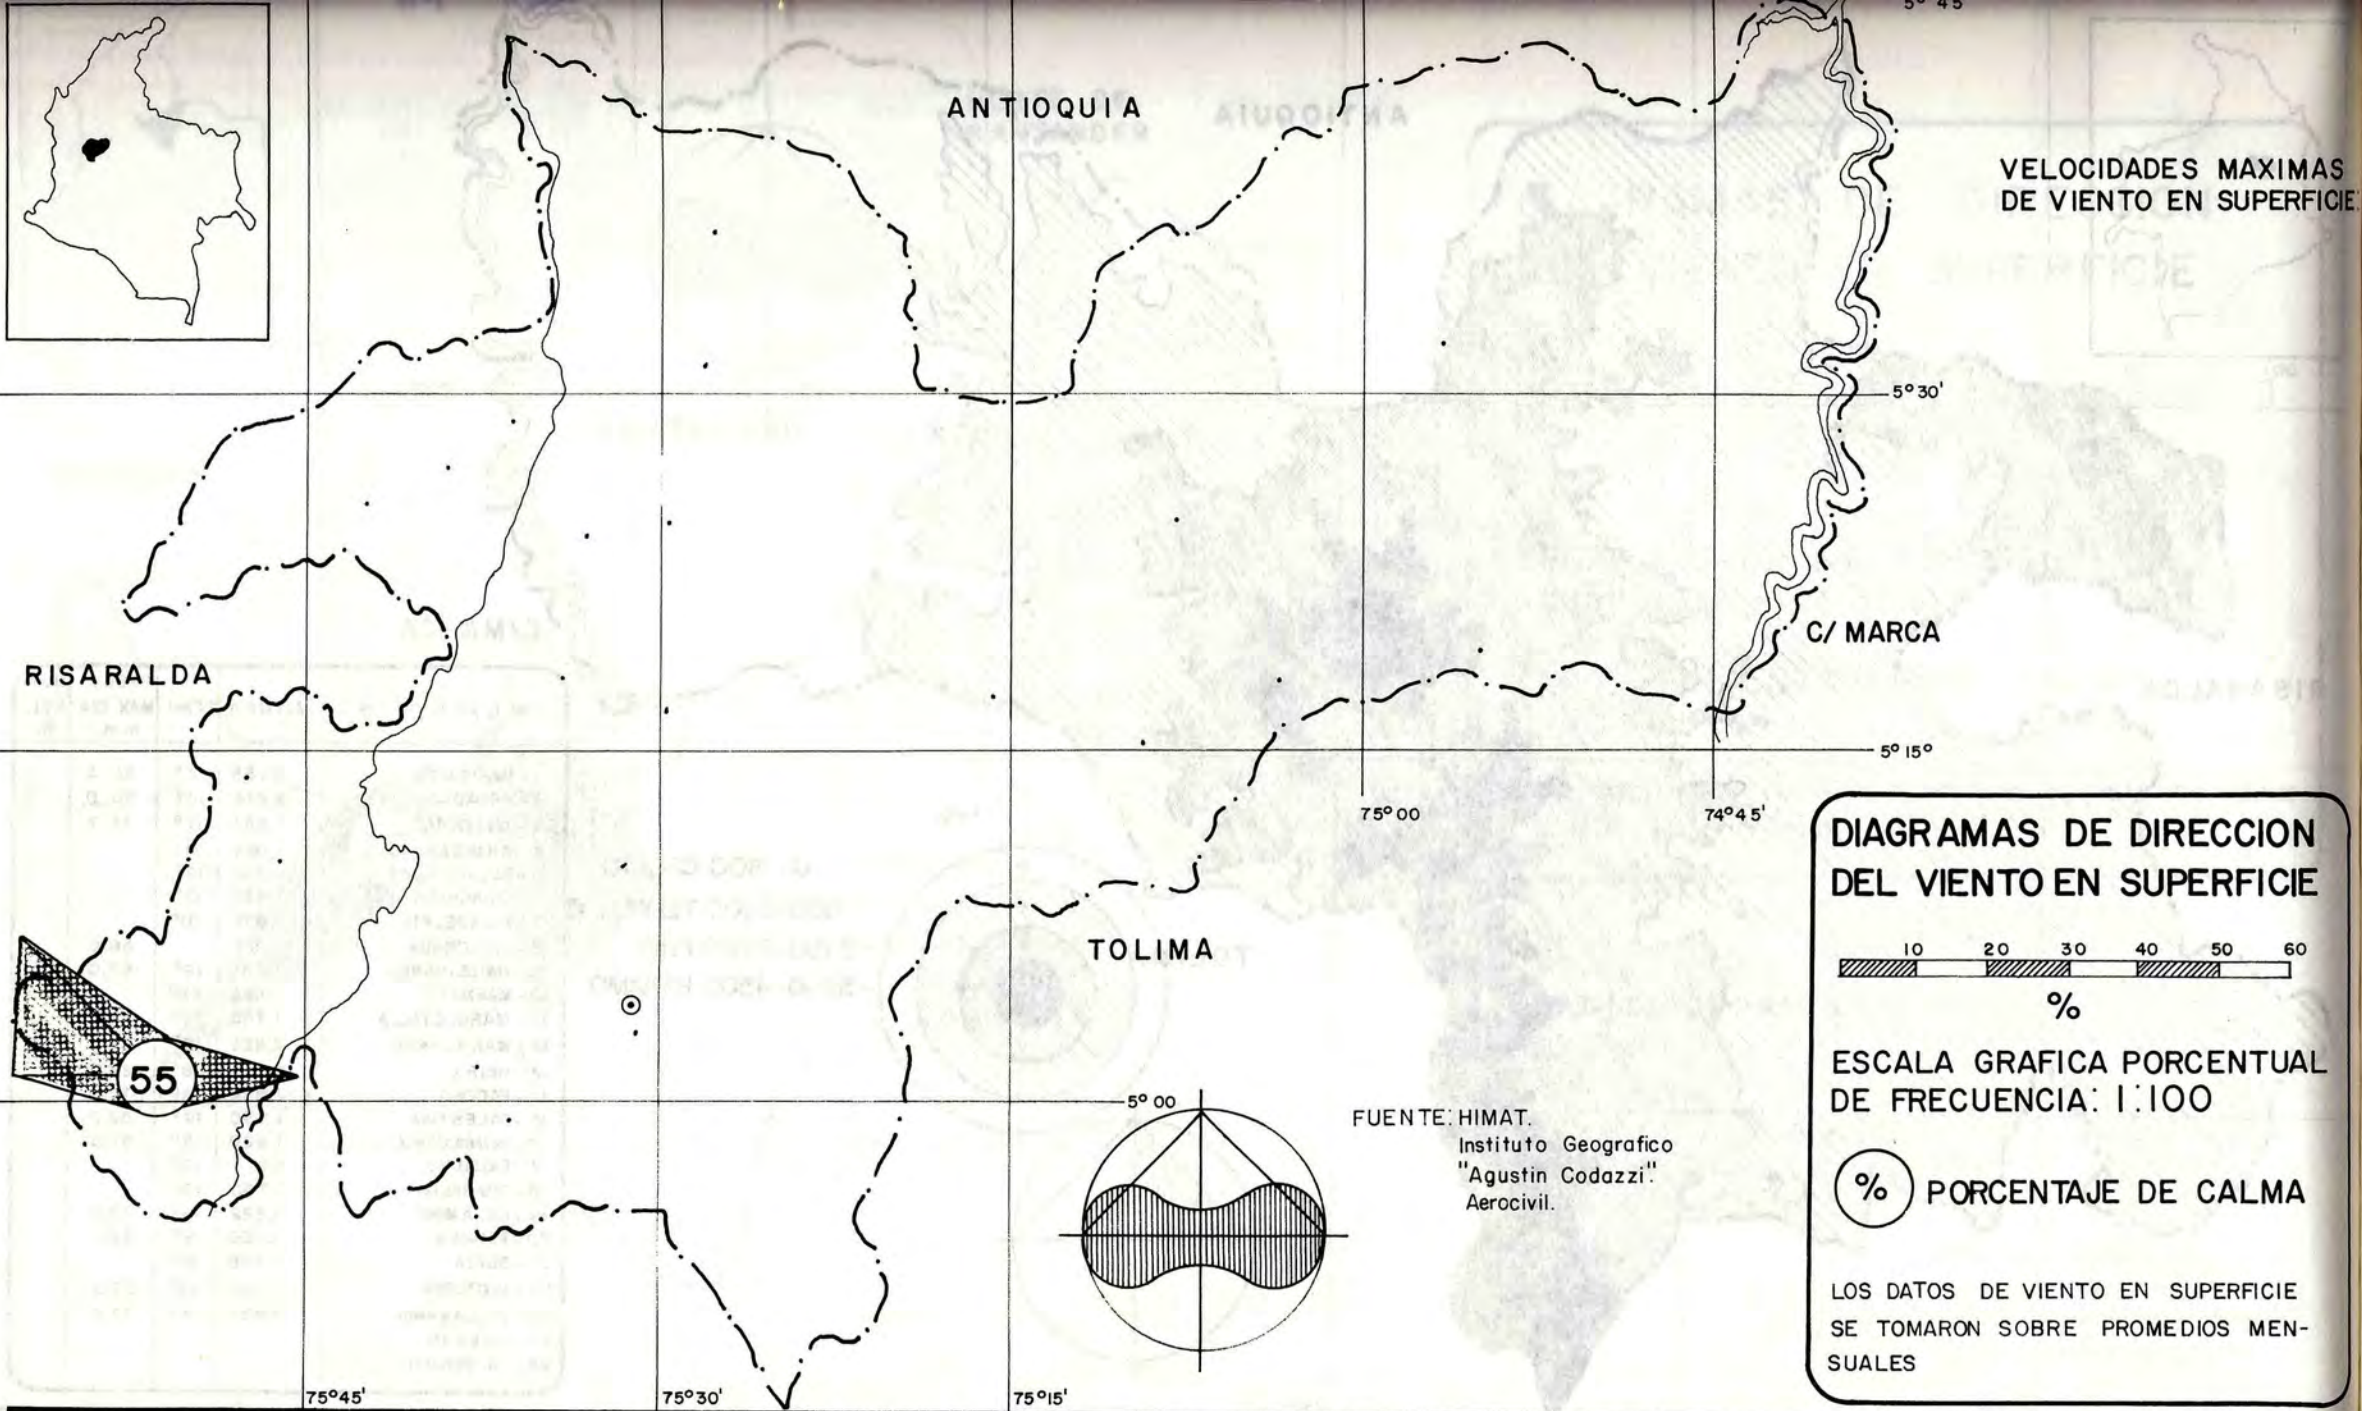 5° 45
ANTIOQUIA
VELOCIDADES MAXIMAS
DE VIENTO EN SUPERFICIE:
5°30'
C/ MARCA
RISARALDA
5° 15°
75°00
74°45'
DIAGRAMAS DE DIRECCION
DEL VIENTO EN SUPERFICIE
10 20 30 40 50 60
%
ESCALA GRAFICA PORCENTUAL
DE FRECUENCIA: 1:100
% PORCENTAJE DE CALMA
LOS DATOS DE VIENTO EN SUPERFICIE
SE TOMARON SOBRE PROMEDIOS MEN-
SUALES
TOLIMA
55
5° 00
FUENTE: HIMAT.
Instituto Geografico
"Agustin Codazzi".
Aerocivil.
75°45'
75°30'
75°15'